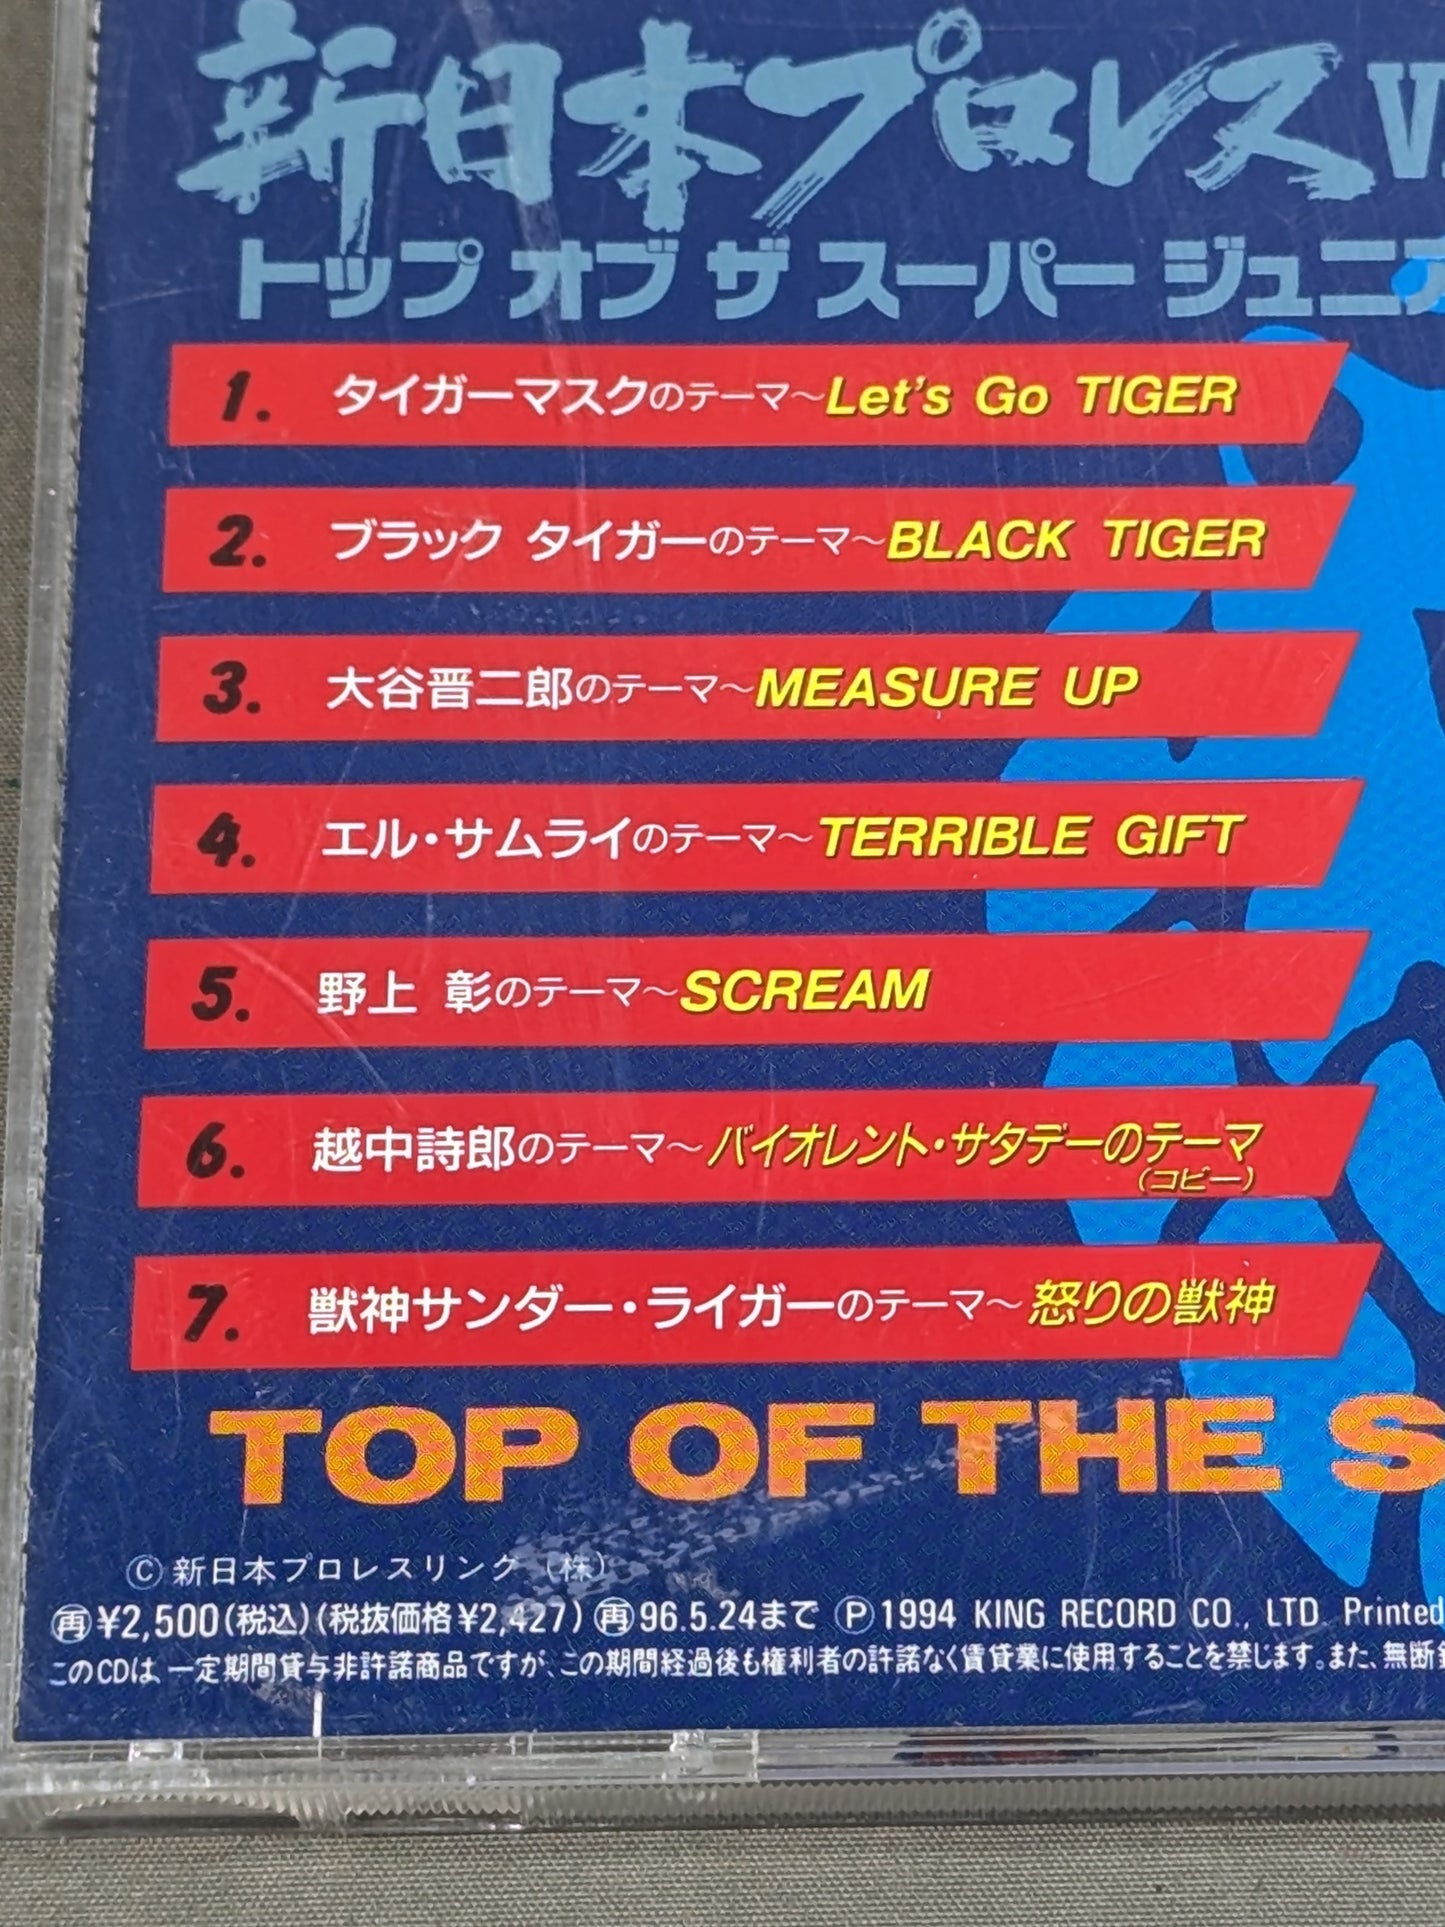 新日本プロレス
トップ オブ ザ スーパー ジュニア
1. タイガーマスクのテーマ～Let's Go TIGER
2. ブラック タイガーのテーマ～BLACK TIGER
3. 大谷晋二郎のテーマ～MEASURE UP
4. エル・サムライのテーマ～TERRIBLE GIFT
5. 野上 彰のテーマ～SCREAM
6. 越中詩郎のテーマ～バイオレント・サタデーのテーマ
(コピー)
7. 獣神サンダー・ライガーのテーマ～怒りの獣神
TOP OF THE S
Ⓒ新日本プロレスリング(株)
㊢¥2,500(税込)(税抜価格¥2,427)㊢96.5.24まで Ⓟ1994 KING RECORD CO., LTD. Printed
このCDは、一定期間貸与非許諾商品ですが、この期間経過後も権利者の許諾なく賃貸業に使用することを禁じます。また、無断